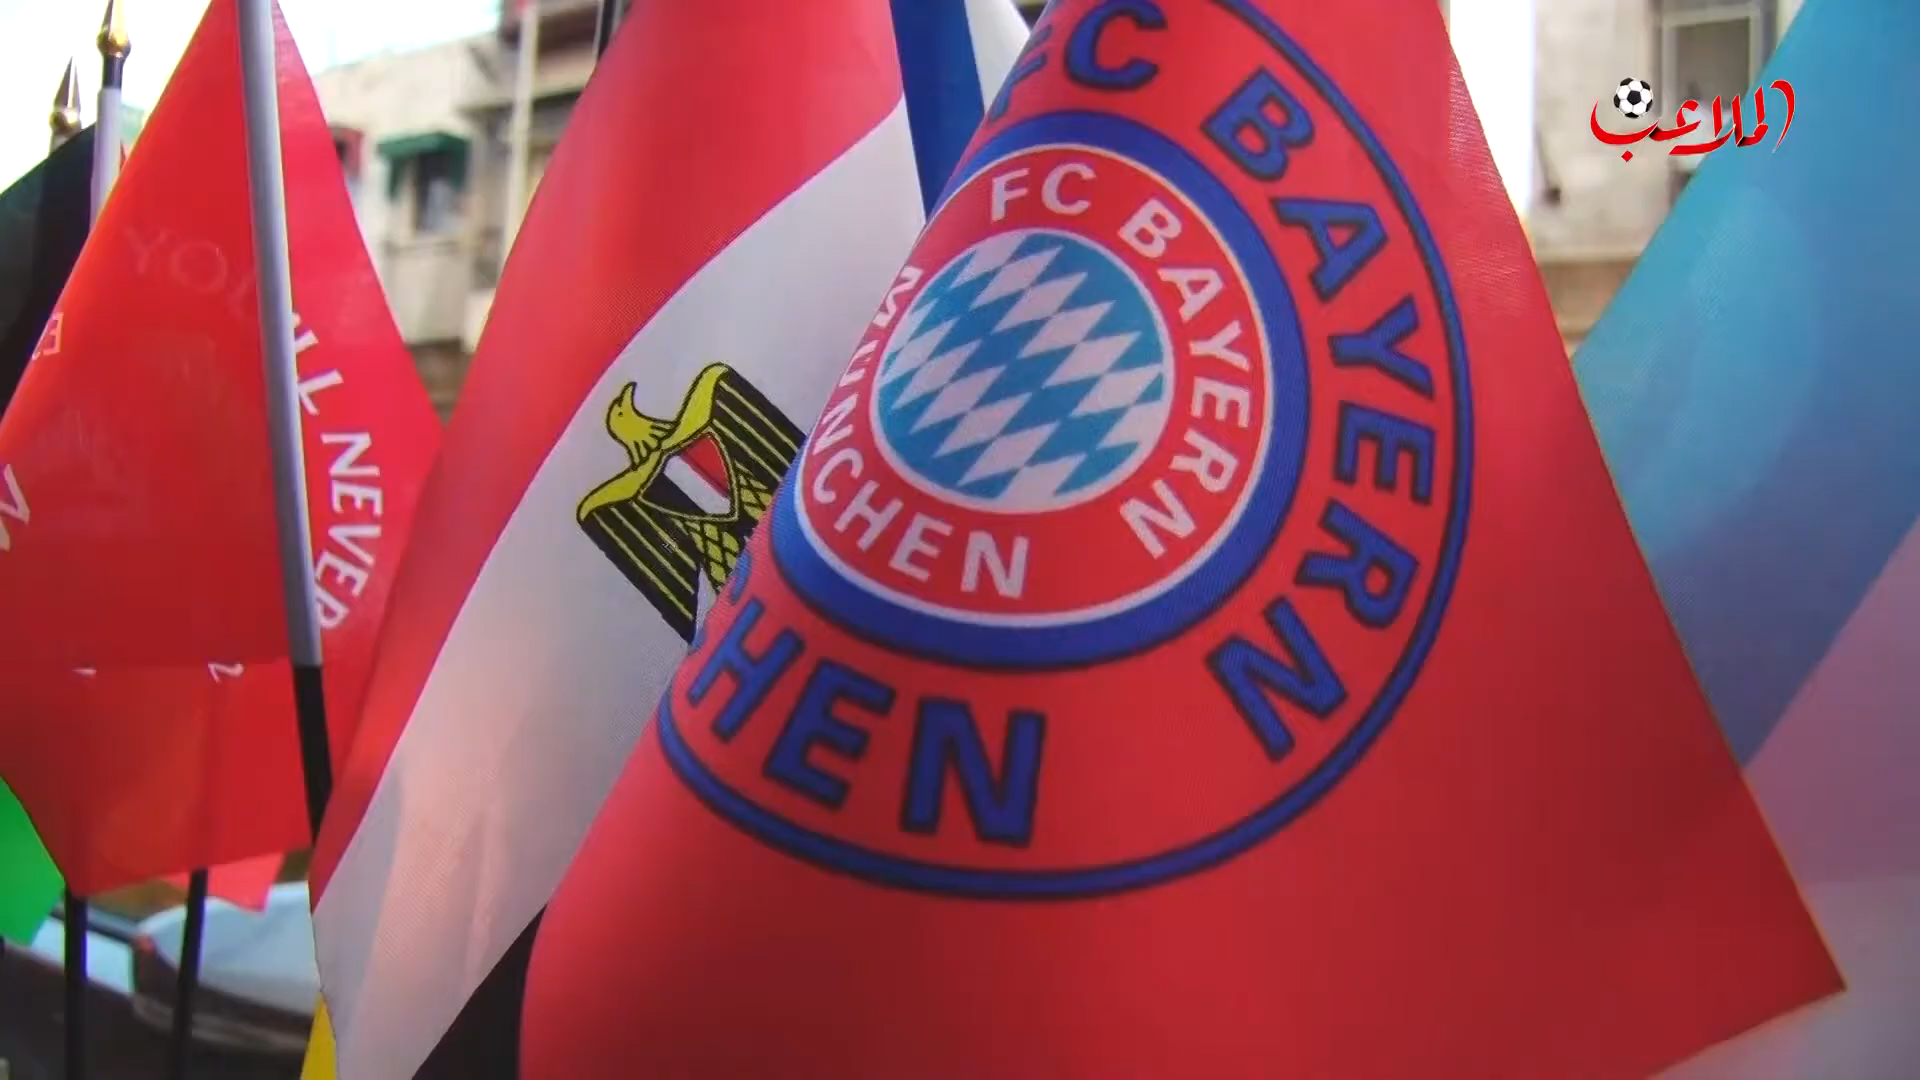 الملاعب
YOU'LL NEVER
FC BAYERN
MÜNCHEN
FC BAYERN
CHEN